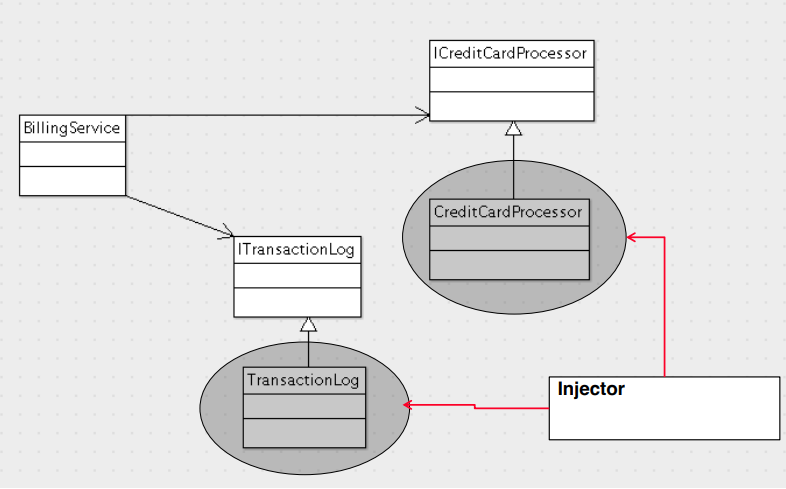 ICreditCardProcessor
BillingService
CreditCardProcessor
ITransactionLog
TransactionLog
Injector